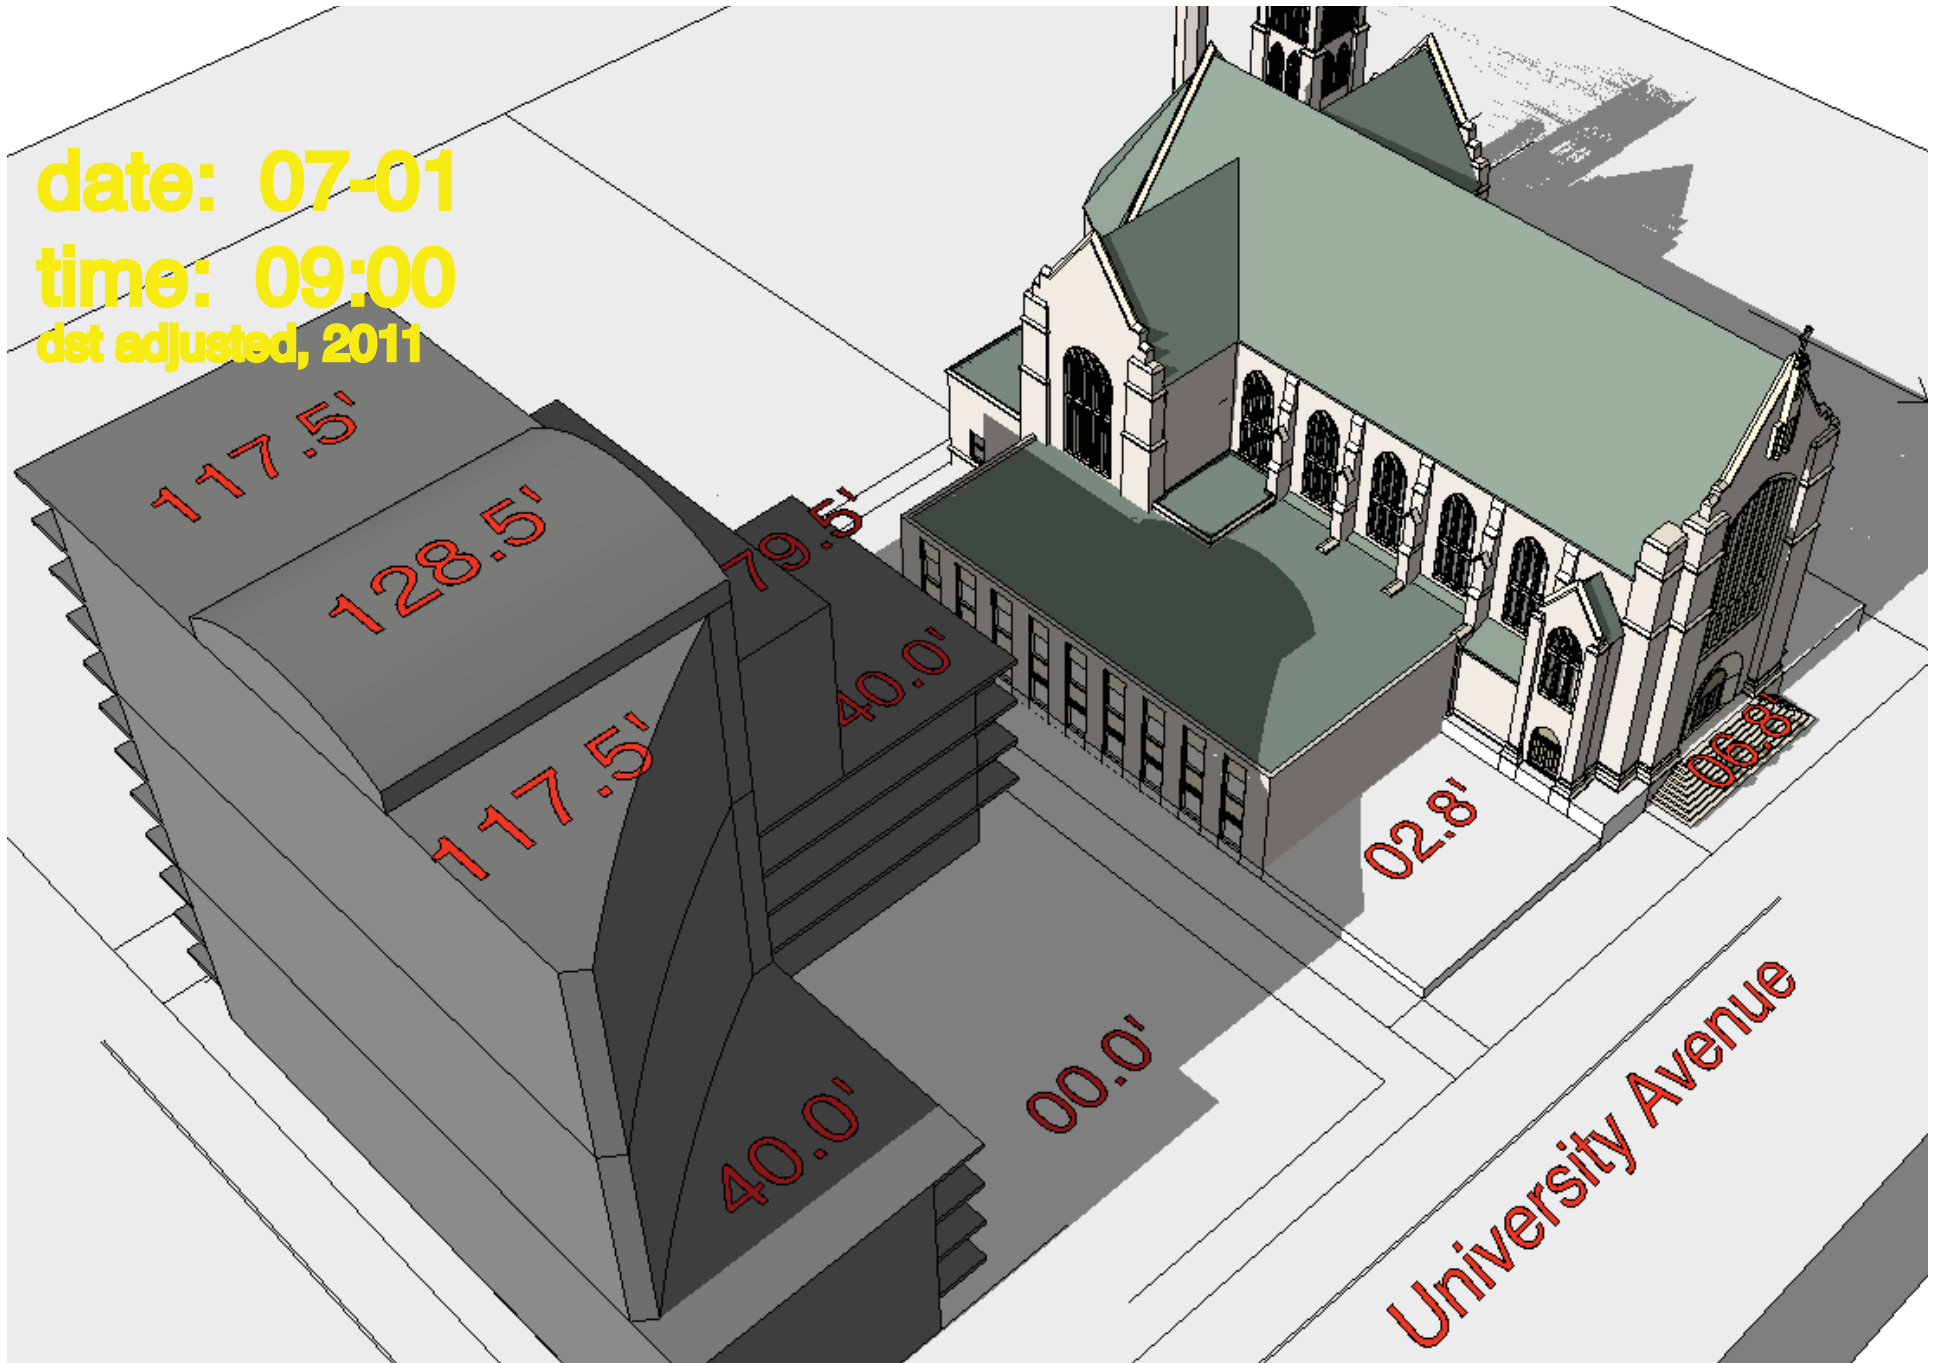 date: 07-01
time: 09:00
dst adjusted, 2011
117.5'
128.5'
79.5'
40.0'
117.5'
06.8'
02.8'
00.0'
40.0'
University Avenue